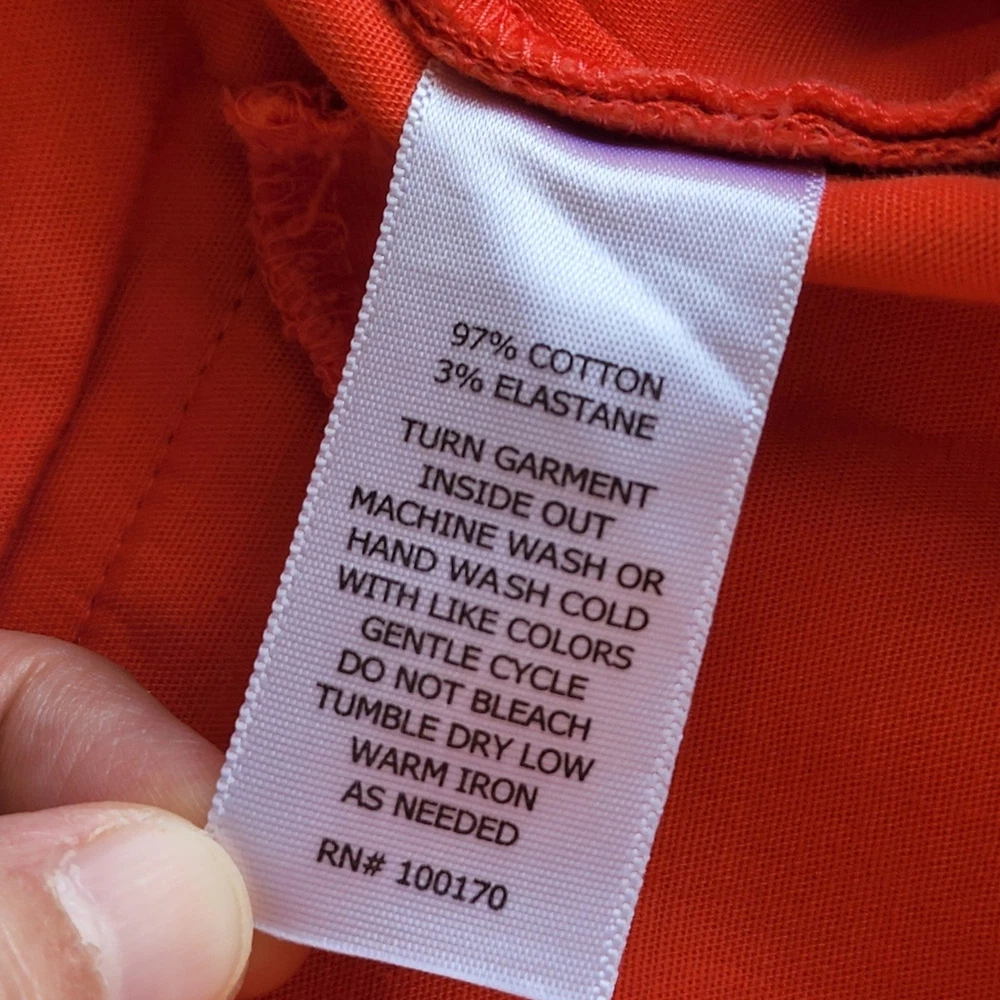 97% COTTON
3% ELASTANE
TURN GARMENT
INSIDE OUT
MACHINE WASH OR
HAND WASH COLD
WITH LIKE COLORS
GENTLE CYCLE
DO NOT BLEACH
TUMBLE DRY LOW
WARM IRON
AS NEEDED
RN# 100170